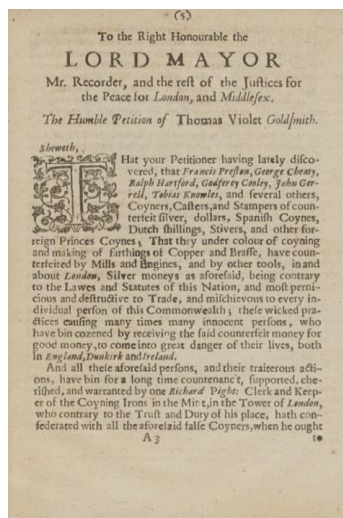 (5)
To the Right Honourable the
LORD MAYOR
Mr. Recorder, and the reſt of the Juſtices for
the Peace for London, and Middleſex,
The Humble Petition of Thomas Violet Goldſmith.
Sheweth,
THat your Petitioner having lately diſco-
vered, that Francis Preſton, George Cheaty,
Ralph Hartford, Godferey Cooley, John Ger-
rell, Tobias Knowles, and ſeveral others,
Coyners, Caſters, and Stampers of coun-
terfeit ſilver, dollars, Spaniſh Coynes,
Dutch ſhillings, Stivers, and other for-
reign Princes Coynes; That they under colour of coyning
and making of farthings of Copper and Braſſe, have coun-
terfeited by Mills and Engines, and by other tools, in and
about London, Silver moneys as aforeſaid, being contrary
to the Lawes and Statutes of this Nation, and moſt perni-
cious and deſtructive to Trade, and miſchievous to every in-
dividual perſon of this Commonwealth; theſe wicked pra-
ctices cauſing many times many innocent perſons, who
have bin cozened by receiving the ſaid counterfeit money for
good money, to come into great danger of their lives, both
in England, Dunkirk and Ireland.
And all theſe aforeſaid perſons, and their traiterous acti-
ons, have bin for a long time countenanc't, ſupported, che-
riſhed, and warranted by one Richard Pight: Clerk and Keep-
er of the Coyning Irons in the Mint, in the Tower of London,
who contrary to the Truſt and Duty of his place, hath con-
federated with all the aforeſaid falſe Coyners, when he ought
A 3 to